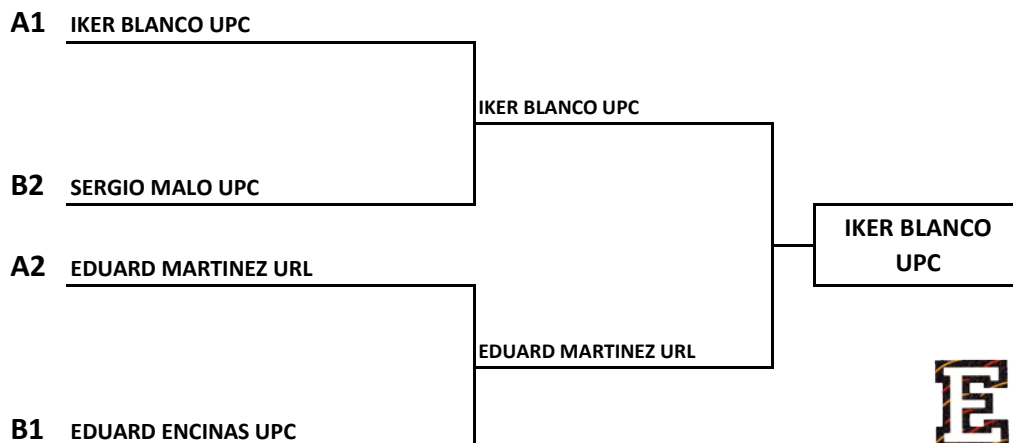 A1 IKER BLANCO UPC
IKER BLANCO UPC
B2 SERGIO MALO UPC
IKER BLANCO
UPC
A2 EDUARD MARTINEZ URL
EDUARD MARTINEZ URL
E
B1 EDUARD ENCINAS UPC